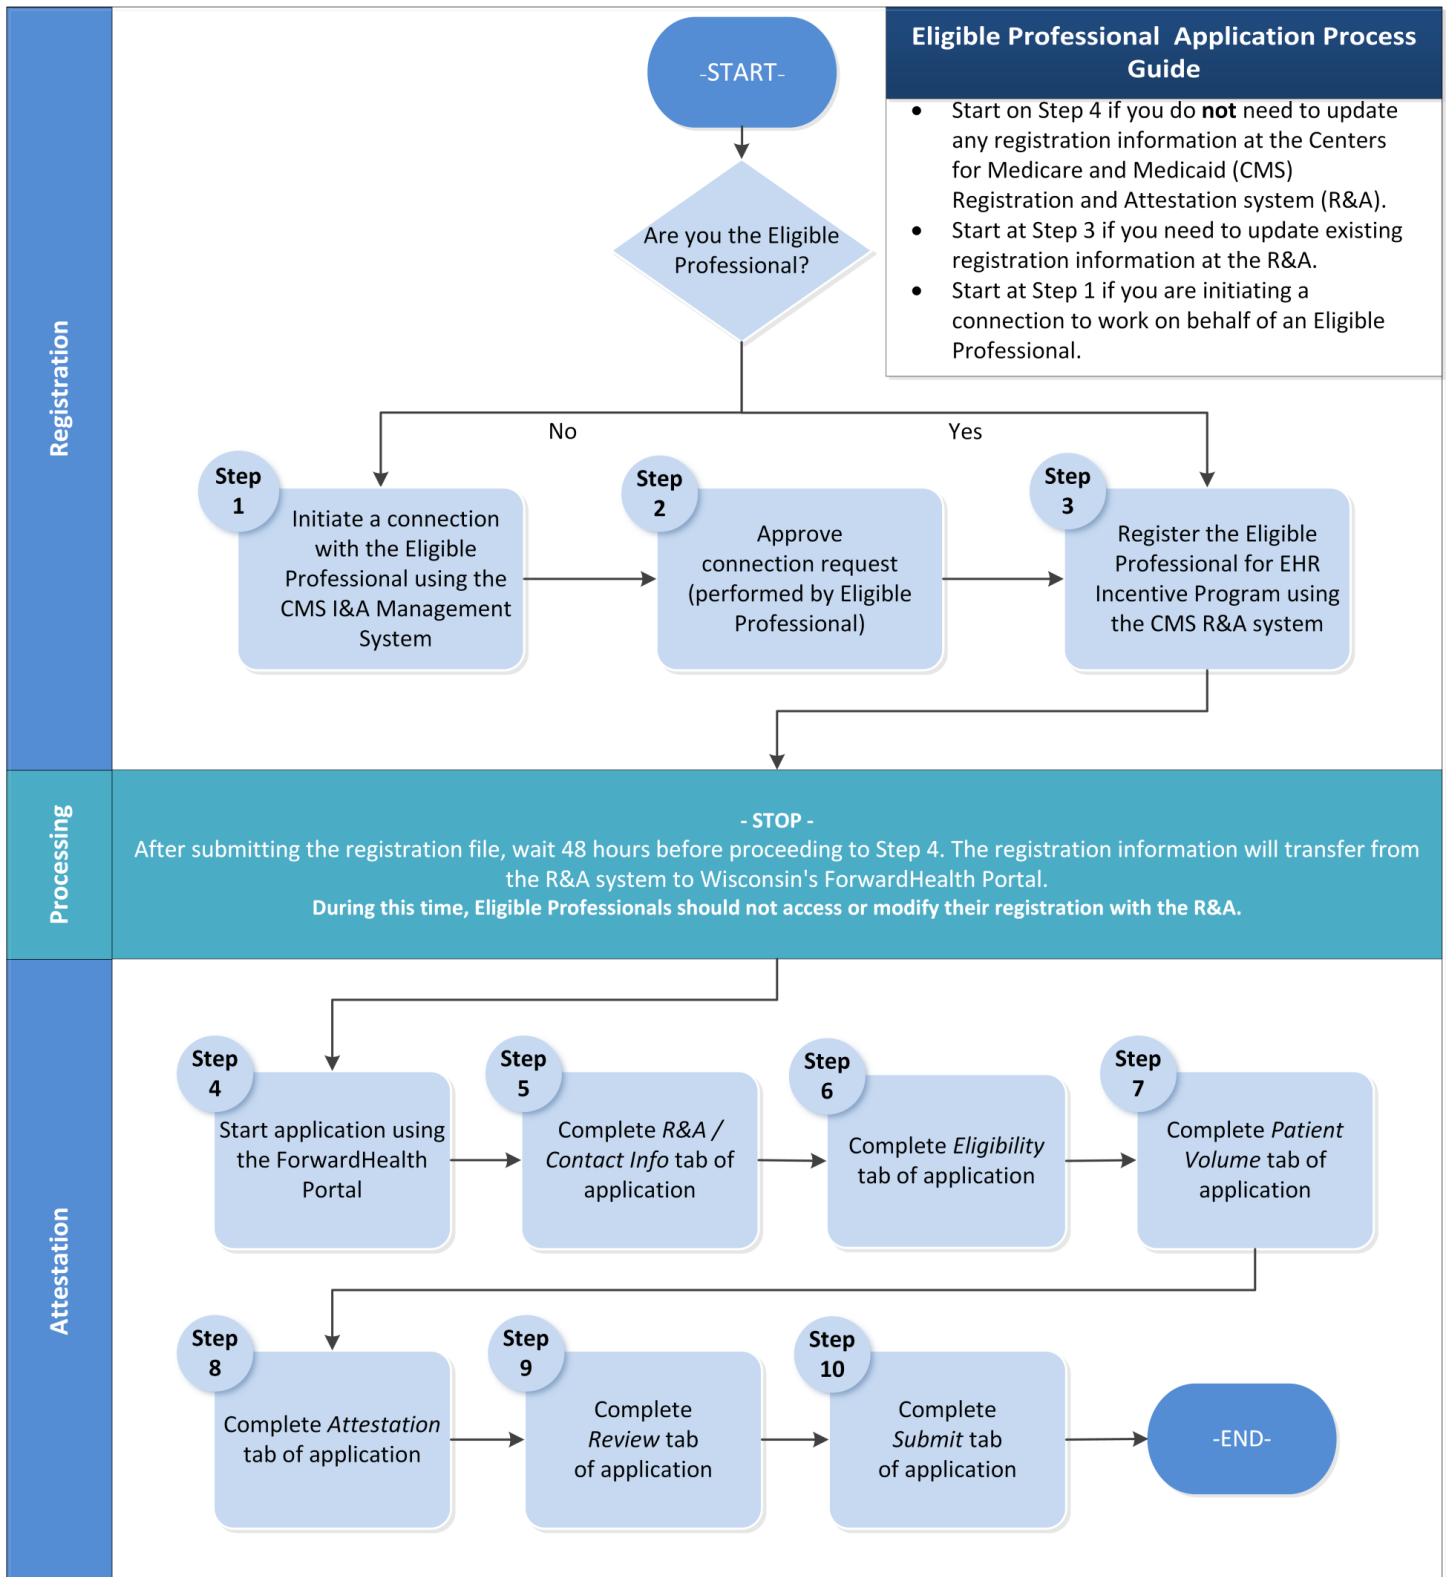 -START-
Eligible Professional  Application Process
Guide
• Start on Step 4 if you do not need to update
any registration information at the Centers
for Medicare and Medicaid (CMS)
Registration and Attestation system (R&A).
• Start at Step 3 if you need to update existing
registration information at the R&A.
• Start at Step 1 if you are initiating a
connection to work on behalf of an Eligible
Professional.
Are you the Eligible
Professional?
Registration
No
Yes
Step
1
Initiate a connection
with the Eligible
Professional using the
CMS I&A Management
System
Step
2
Approve
connection request
(performed by Eligible
Professional)
Step
3
Register the Eligible
Professional for EHR
Incentive Program using
the CMS R&A system
Processing
- STOP -
After submitting the registration file, wait 48 hours before proceeding to Step 4. The registration information will transfer from
the R&A system to Wisconsin's ForwardHealth Portal.
During this time, Eligible Professionals should not access or modify their registration with the R&A.
Attestation
Step
4
Start application using
the ForwardHealth
Portal
Step
5
Complete R&A /
Contact Info tab of
application
Step
6
Complete Eligibility
tab of application
Step
7
Complete Patient
Volume tab of
application
Step
8
Complete Attestation
tab of application
Step
9
Complete
Review tab
of application
Step
10
Complete
Submit tab
of application
-END-